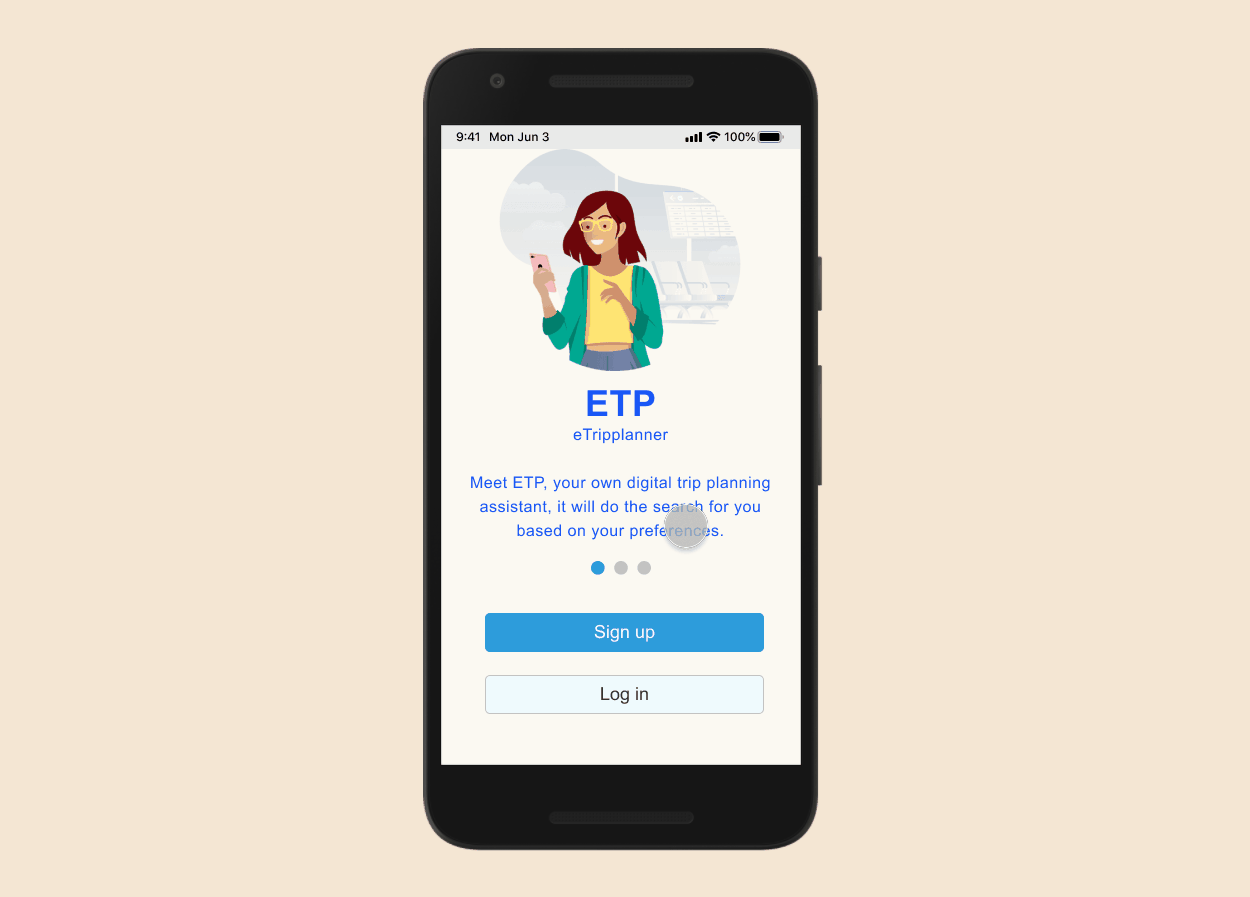 9:41 Mon Jun 3 100%
ETP
eTripplanner
Meet ETP, your own digital trip planning
assistant, it will do the search for you
based on your preferences.
Sign up
Log in